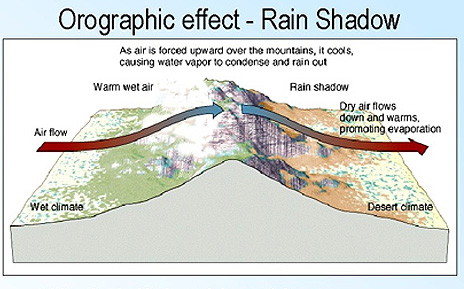 Orographic effect - Rain Shadow
As air is forced upward over the mountains, it cools,
causing water vapor to condense and rain out
Warm wet air
Rain shadow
Dry air flows
down and warms,
promoting evaporation
Air flow
Wet climate
Desert climate